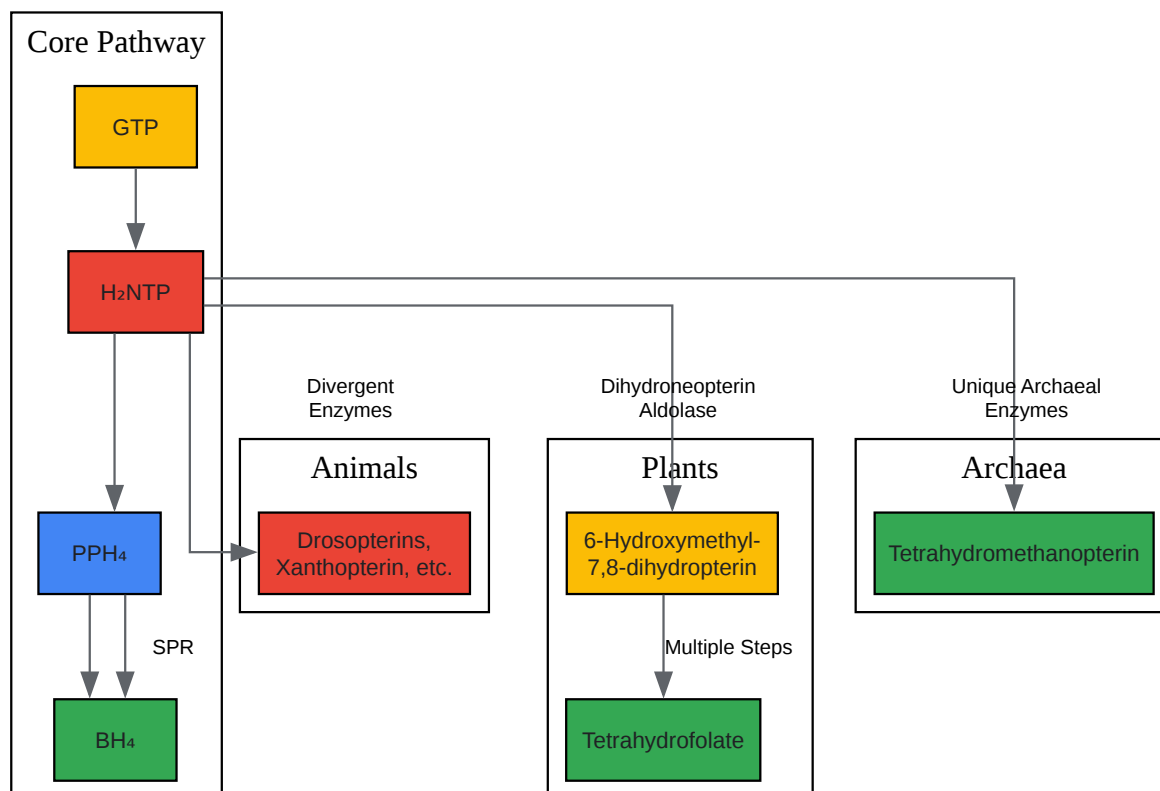 Core Pathway
GTP
H₂NTP
Divergent
Enzymes
Dihydroneopterin
Aldolase
Unique Archaeal
Enzymes
Animals
Plants
Archaea
PPH₄
Drosopterins,
Xanthopterin, etc.
6-Hydroxymethyl-
7,8-dihydropterin
Tetrahydromethanopterin
SPR
Multiple Steps
BH₄
Tetrahydrofolate